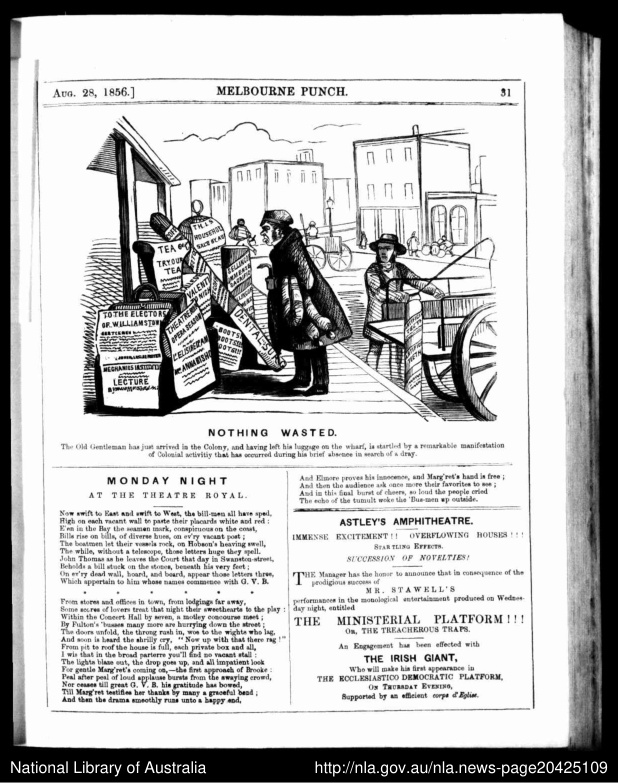 Aug. 28, 1856.]
MELBOURNE PUNCH.
31
TEA
TRY OUR
TEA
HOUSEHOLD
TO THE ELECTORS
OF WILLIAMSTOWN
GENTLEMEN
MECHANICS INSTITUTE
LECTURE
THEATRE
OPERA SEASON
ANNA BISHOP
DENTAL SU
BOOTS
NOTHING WASTED.
The Old Gentleman has just arrived in the Colony, and having left his luggage on the wharf, is startled by a remarkable manifestation
of Colonial activitiy that has occurred during his brief absence in search of a dray.
MONDAY NIGHT
AT THE THEATRE ROYAL.
Now swift to East and swift to West, the bill-men all have sped,
High on each vacant wall to paste their placards white and red :
E'en in the Bay the seamen mark, conspicuous on the coast,
Bills rise on bills, of diverse hues, on ev'ry vacant post ;
The boatmen let their vessels rock, on Hobson's heaving swell,
The while, without a telescope, those letters huge they spell.
John Thomas as he leaves the Court that day in Swanston-street,
Beholds a bill stuck on the stones, beneath his very feet ;
On ev'ry dead wall, hoard, and board, appear those letters three,
Which appertain to him whose names commence with G. V. B.
* * * * * *
From stores and offices in town, from lodgings far away,
Some scores of lovers treat that night their sweethearts to the play :
Within the Concert Hall by seven, a motley concourse meet ;
By Fulton's 'busses many more are hurrying down the street ;
The doors unfold, the throng rush in, woe to the wights who lag,
And soon is heard the shrilly cry, "Now up with that there rag !"
From pit to roof the house is full, each private box and all,
I wis that in the broad parterre you'll find no vacant stall :
The lights blaze out, the drop goes up, and all impatient look
For gentle Marg'ret's coming on,—the first approach of Brooke :
Peal after peal of loud applause bursts from the swaying crowd,
Nor ceases till great G. V. B. his gratitude has bowed,
Till Marg'ret testifies her thanks by many a graceful bend ;
And then the drama smoothly runs unto a happy end,
And Elmore proves his innocence, and Marg'ret's hand is free ;
And then the audience ask once more their favorites to see ;
And in this final burst of cheers, so loud the people cried
The echo of the tumult woke the 'Bus-men up outside.
ASTLEY'S AMPHITHEATRE.
IMMENSE EXCITEMENT !! OVERFLOWING HOUSES !!!
Startling Effects.
SUCCESSION OF NOVELTIES!
THE Manager has the honor to announce that in consequence of the
prodigious success of
MR. STAWELL'S
performances in the monological entertainment produced on Wednes-
day night, entitled
THE MINISTERIAL PLATFORM !!!
Or, THE TREACHEROUS TRAPS.
An Engagement has been effected with
THE IRISH GIANT,
Who will make his first appearance in
THE ECCLESIASTICO DEMOCRATIC PLATFORM,
On Thursday Evening,
Supported by an efficient corps d'Eglise.
National Library of Australia
http://nla.gov.au/nla.news-page20425109